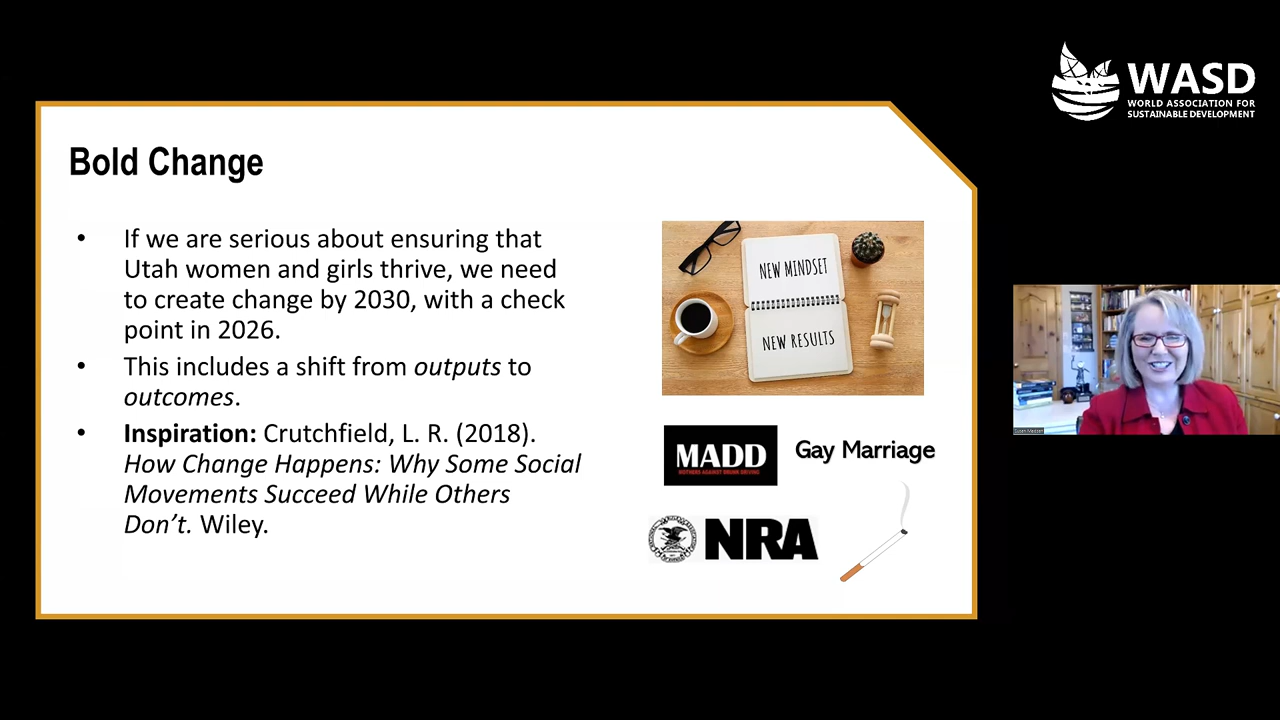 WASD
WORLD ASSOCIATION FOR
SUSTAINABLE DEVELOPMENT
Bold Change
• If we are serious about ensuring that
Utah women and girls thrive, we need
to create change by 2030, with a check
point in 2026.
• This includes a shift from outputs to
outcomes.
• Inspiration: Crutchfield, L. R. (2018).
How Change Happens: Why Some Social
Movements Succeed While Others
Don't. Wiley.
NEW MINDSET
NEW RESULTS
MADD
MOTHERS AGAINST DRUNK DRIVING
Gay Marriage
NRA
Susan Madsen